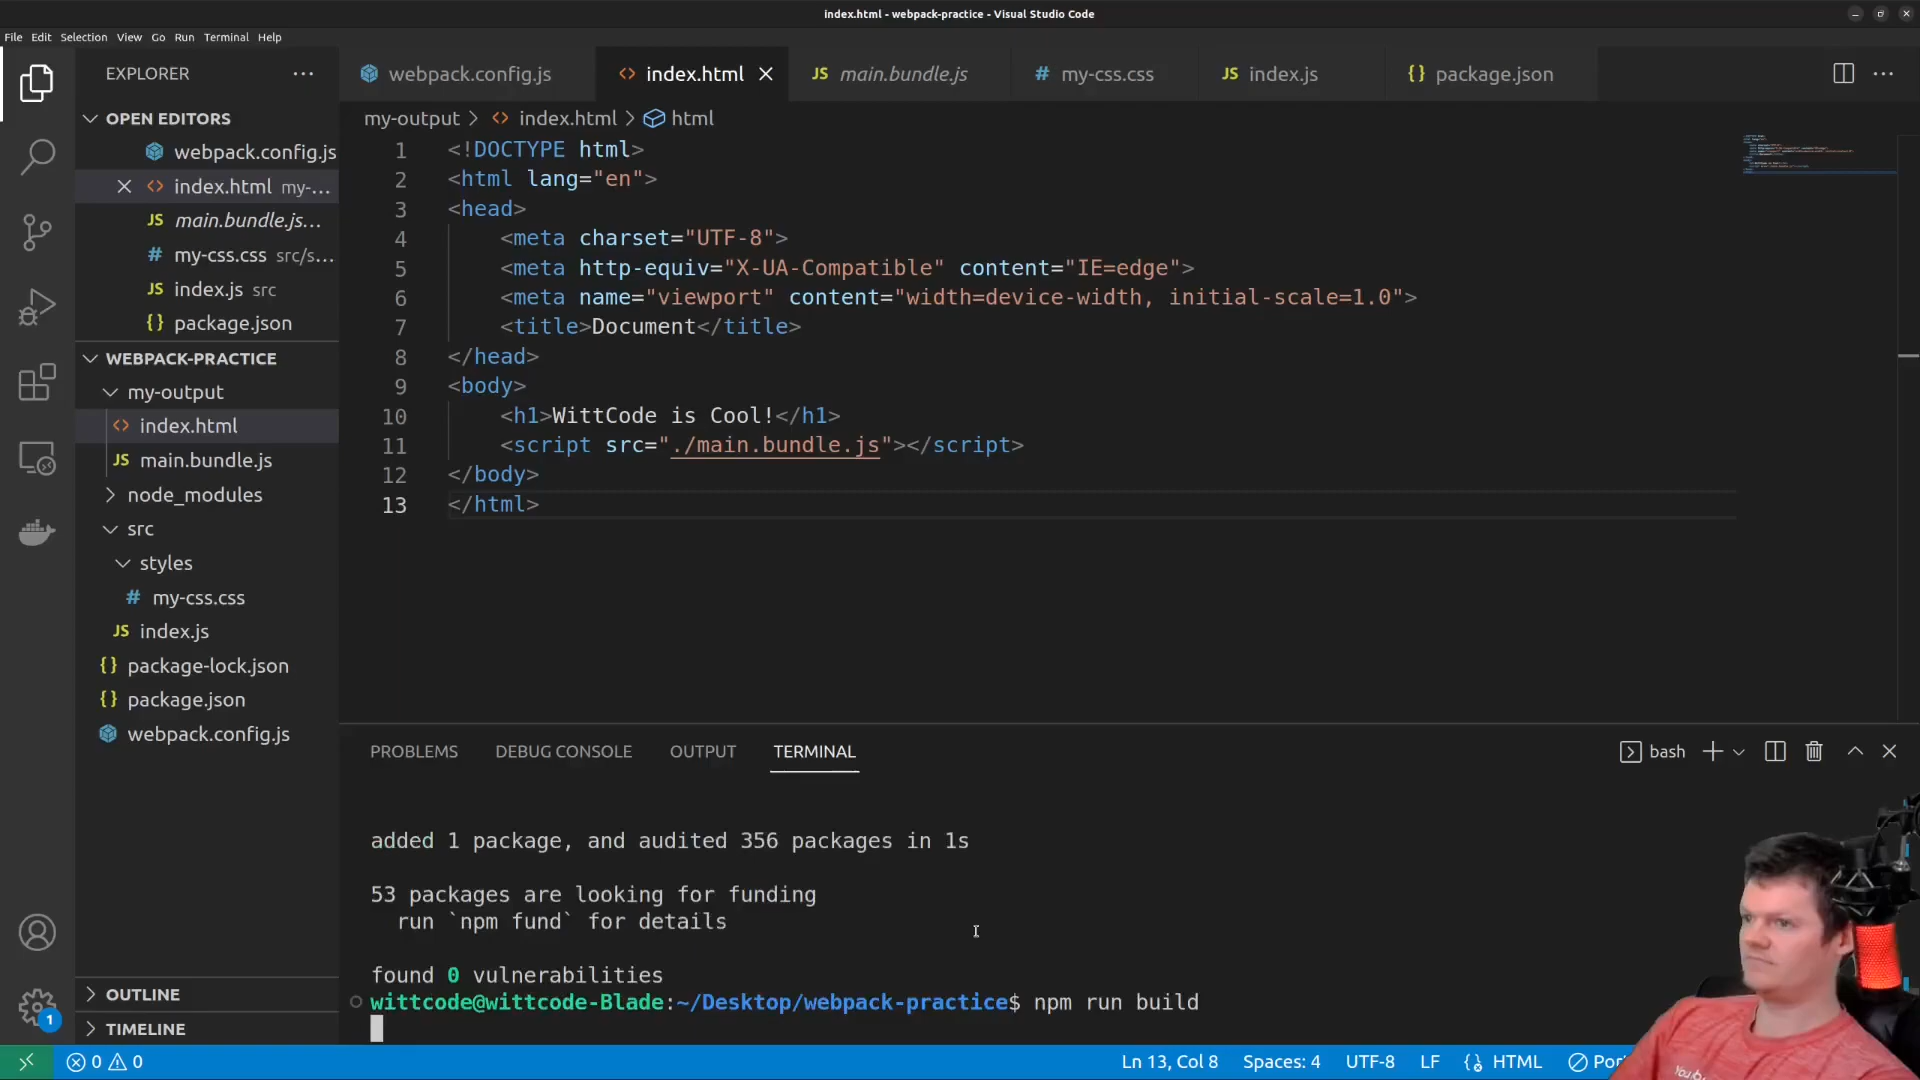 index.html - webpack-practice - Visual Studio Code
File Edit Selection View Go Run Terminal Help
EXPLORER
webpack.config.js
index.html
main.bundle.js
my-css.css
index.js
package.json
OPEN EDITORS
webpack.config.js
index.html my-...
main.bundle.js...
my-css.css src/s...
index.js src
package.json
WEBPACK-PRACTICE
my-output
index.html
main.bundle.js
node_modules
src
styles
my-css.css
index.js
package-lock.json
package.json
webpack.config.js
OUTLINE
TIMELINE
my-output > index.html > html
1 <!DOCTYPE html>
2 <html lang="en">
3 <head>
4 <meta charset="UTF-8">
5 <meta http-equiv="X-UA-Compatible" content="IE=edge">
6 <meta name="viewport" content="width=device-width, initial-scale=1.0">
7 <title>Document</title>
8 </head>
9 <body>
10 <h1>WittCode is Cool!</h1>
11 <script src="./main.bundle.js"></script>
12 </body>
13 </html>
PROBLEMS DEBUG CONSOLE OUTPUT TERMINAL
bash
added 1 package, and audited 356 packages in 1s
53 packages are looking for funding
run `npm fund` for details
found 0 vulnerabilities
wittcode@wittcode-Blade:~/Desktop/webpack-practice$ npm run build
1
0 0
Ln 13, Col 8 Spaces: 4 UTF-8 LF HTML